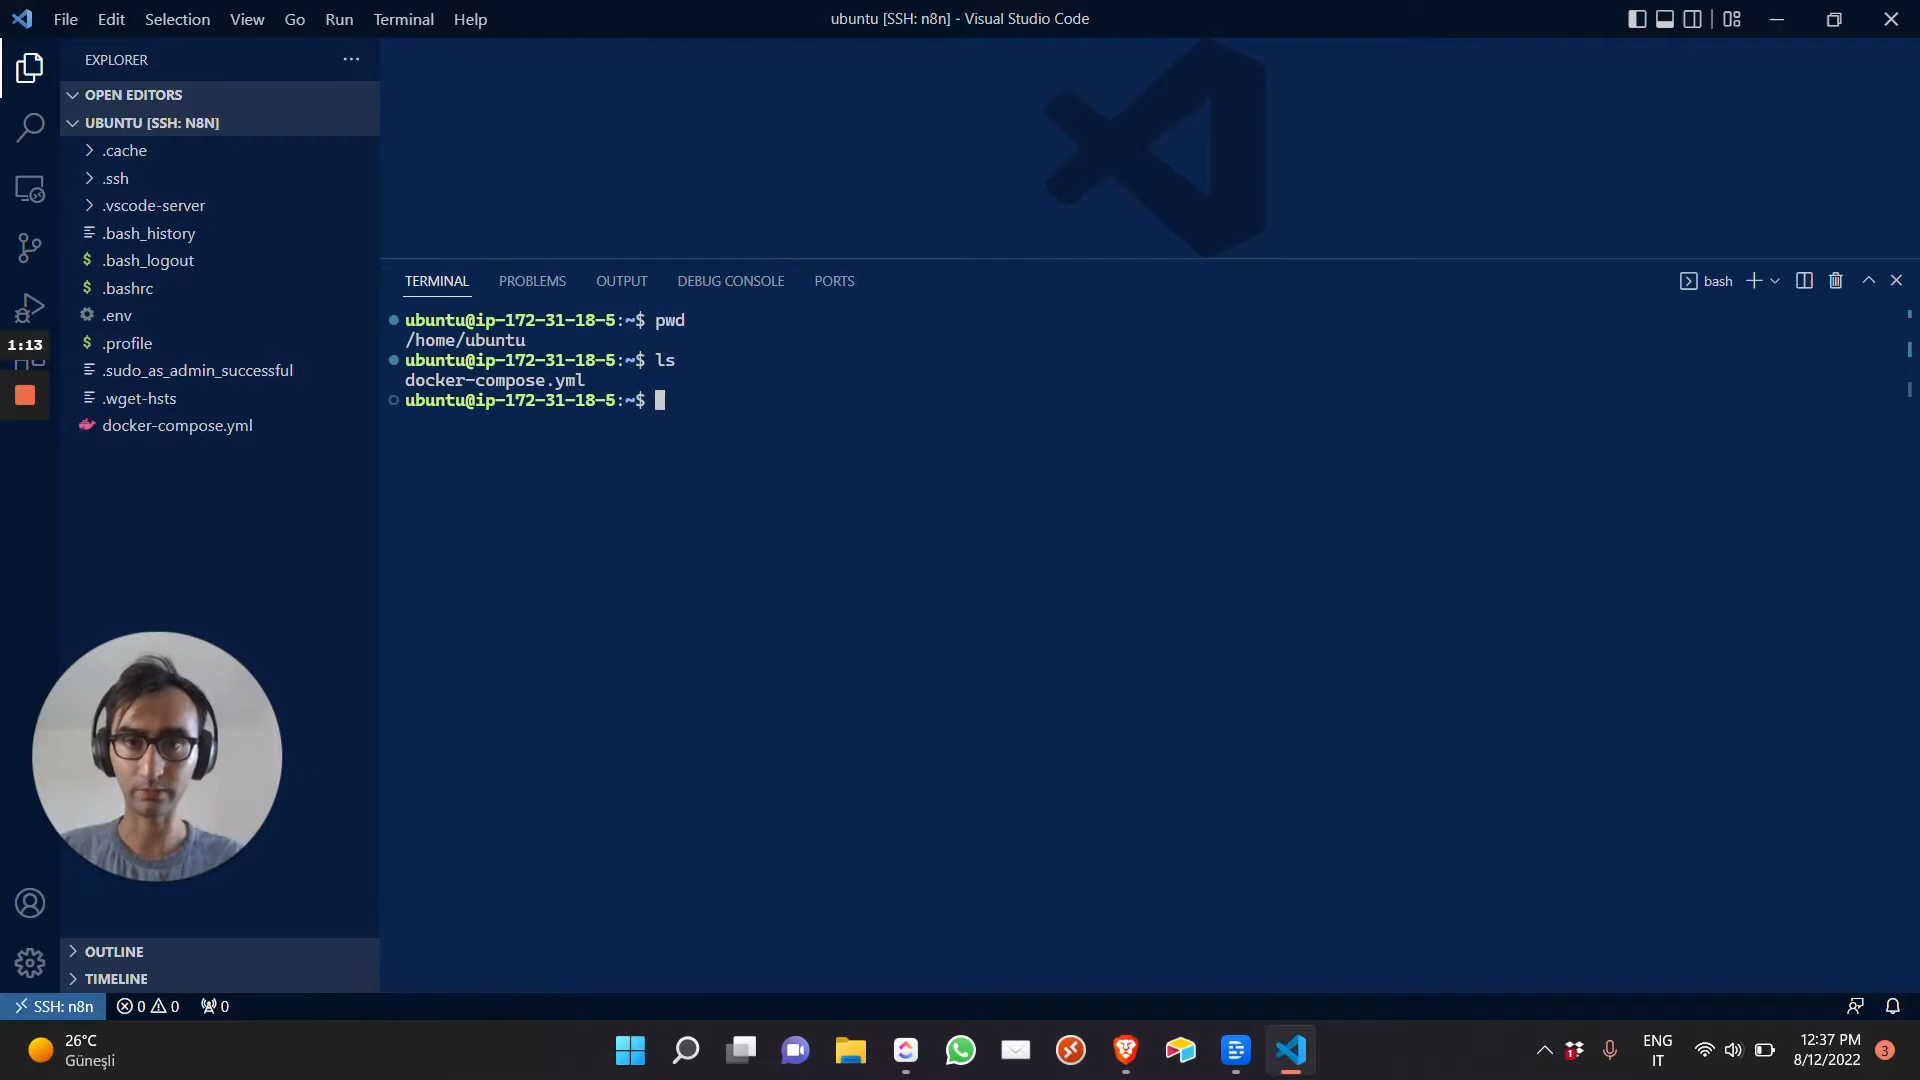 File Edit Selection View Go Run Terminal Help
ubuntu [SSH: n8n] - Visual Studio Code
EXPLORER
OPEN EDITORS
UBUNTU [SSH: N8N]
.cache
.ssh
.vscode-server
.bash_history
.bash_logout
.bashrc
.env
.profile
.sudo_as_admin_successful
.wget-hsts
docker-compose.yml
1:13
TERMINAL PROBLEMS OUTPUT DEBUG CONSOLE PORTS
bash
ubuntu@ip-172-31-18-5:~$ pwd
/home/ubuntu
ubuntu@ip-172-31-18-5:~$ ls
docker-compose.yml
ubuntu@ip-172-31-18-5:~$
OUTLINE
TIMELINE
SSH: n8n 0 0 0
26°C
Güneşli
1
ENG
IT
12:37 PM
8/12/2022
3